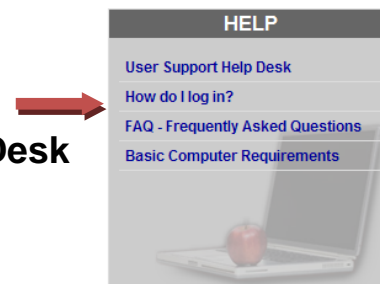 HELP
User Support Help Desk
How do I log in?
FAQ - Frequently Asked Questions
Desk
Basic Computer Requirements